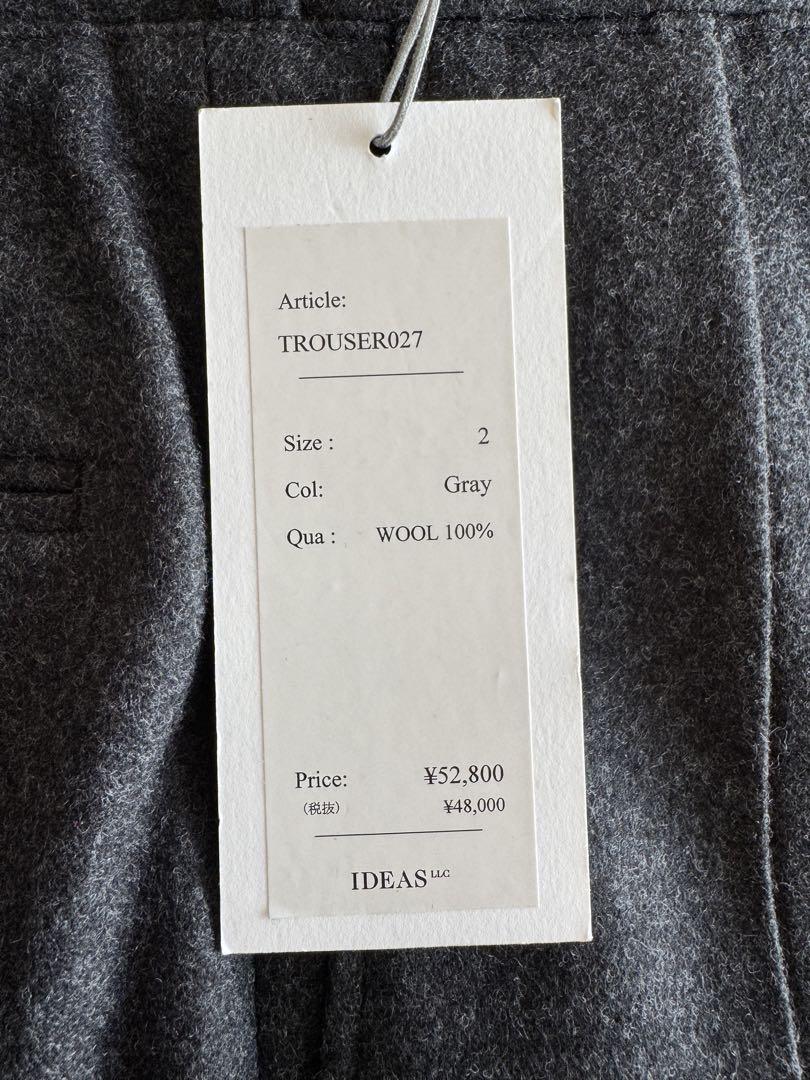 Article:
TROUSER027
Size : 2
Col: Gray
Qua : WOOL 100%
Price: ¥52,800
（税抜） ¥48,000
IDEAS LLC